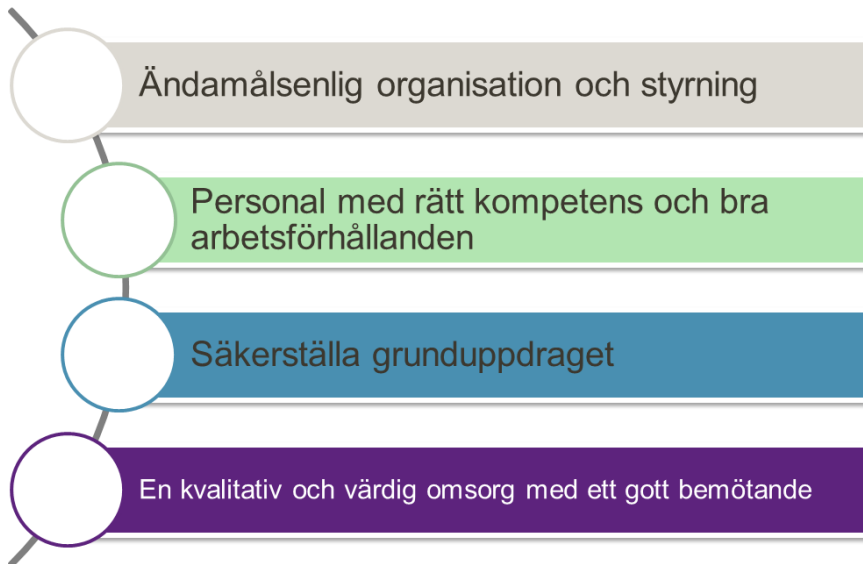 Ändamålsenlig organisation och styrning
Personal med rätt kompetens och bra
arbetsförhållanden
Säkerställa grunduppdraget
En kvalitativ och värdig omsorg med ett gott bemötande